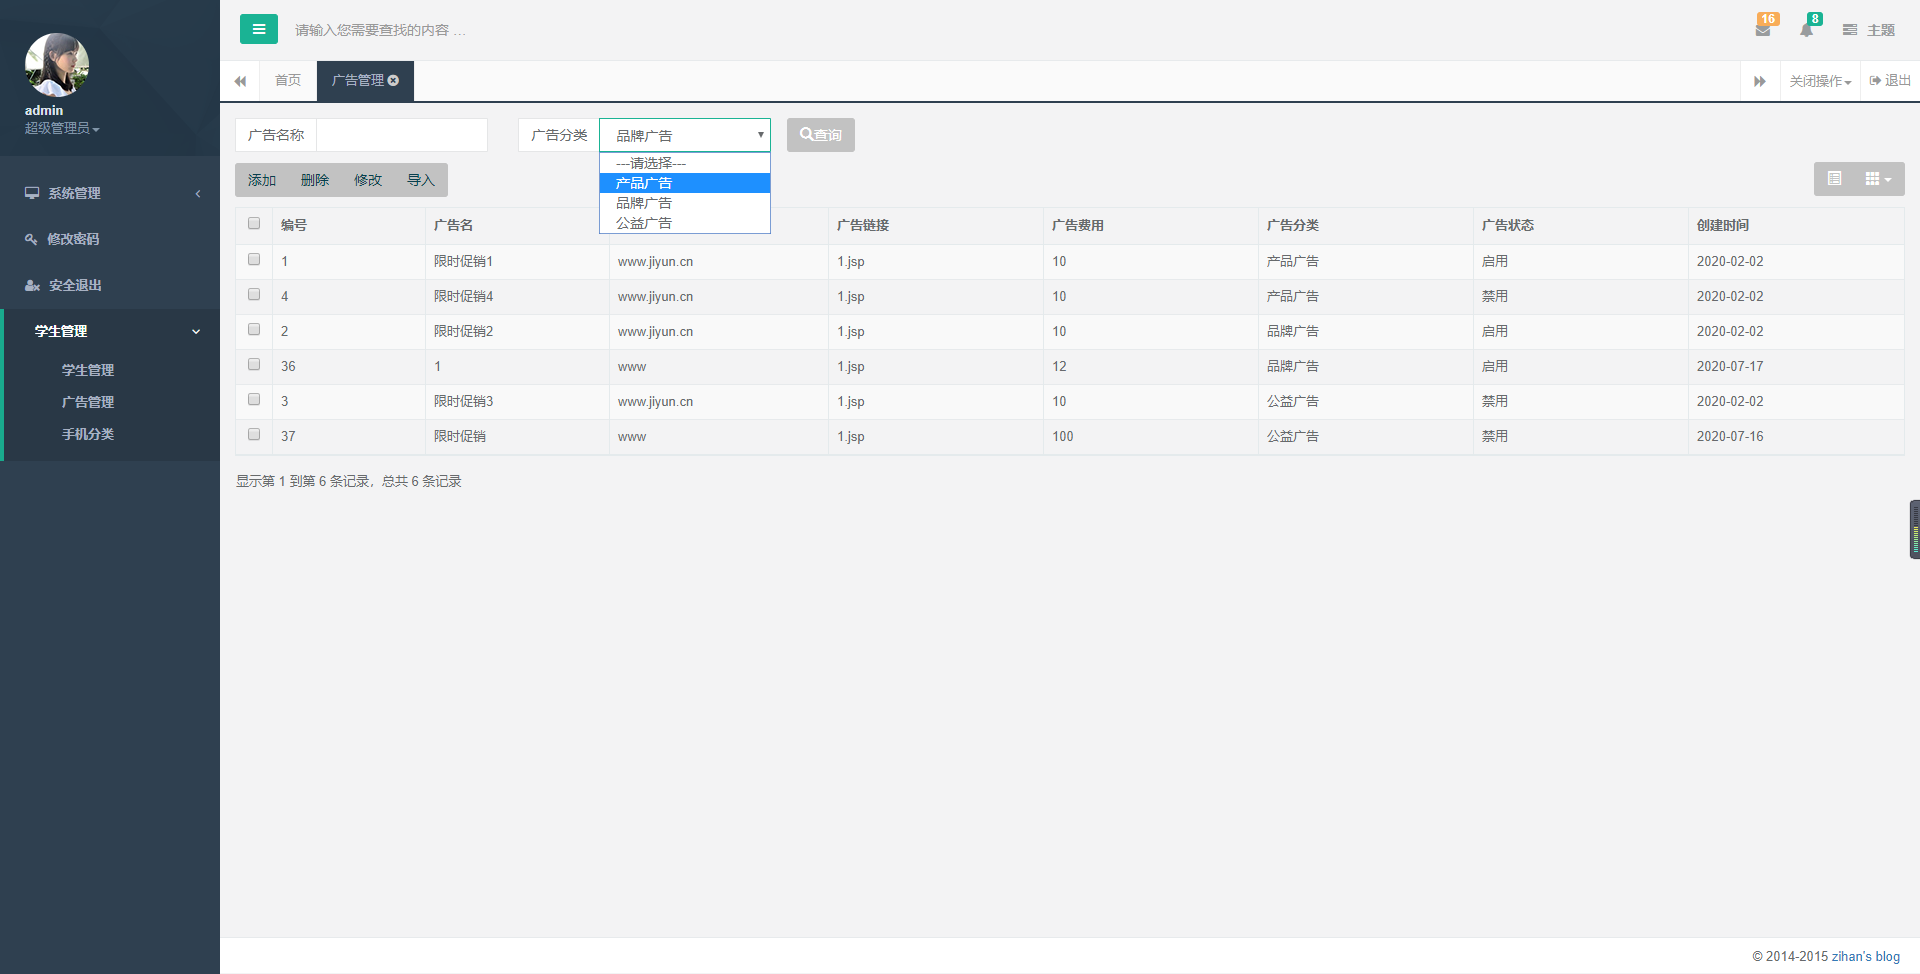 admin
超级管理员
系统管理
修改密码
安全退出
学生管理
学生管理
广告管理
手机分类
请输入您需要查找的内容 …
16
8
主题
首页
广告管理
关闭操作
退出
广告名称
广告分类
品牌广告
查询
---请选择---
产品广告
品牌广告
公益广告
添加 删除 修改 导入
编号 广告名 广告链接 广告费用 广告分类 广告状态 创建时间
1 限时促销1 www.jiyun.cn 1.jsp 10 产品广告 启用 2020-02-02
4 限时促销4 www.jiyun.cn 1.jsp 10 产品广告 禁用 2020-02-02
2 限时促销2 www.jiyun.cn 1.jsp 10 品牌广告 启用 2020-02-02
36 1 www 1.jsp 12 品牌广告 启用 2020-07-17
3 限时促销3 www.jiyun.cn 1.jsp 10 公益广告 禁用 2020-02-02
37 限时促销 www 1.jsp 100 公益广告 禁用 2020-07-16
显示第 1 到第 6 条记录，总共 6 条记录
© 2014-2015 zihan's blog